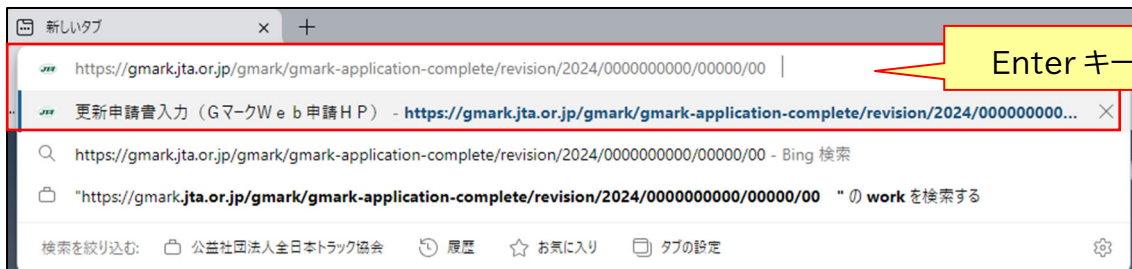 新しいタブ
https://gmark.jta.or.jp/gmark/gmark-application-complete/revision/2024/0000000000/00000/00
Enter キー
更新申請書入力（GマークWeb申請HP） - https://gmark.jta.or.jp/gmark/gmark-application-complete/revision/2024/000000000...
https://gmark.jta.or.jp/gmark/gmark-application-complete/revision/2024/0000000000/00000/00 - Bing 検索
"https://gmark.jta.or.jp/gmark/gmark-application-complete/revision/2024/0000000000/00000/00 " の work を検索する
検索を絞り込む: 公益社団法人全日本トラック協会 履歴 お気に入り タブの設定